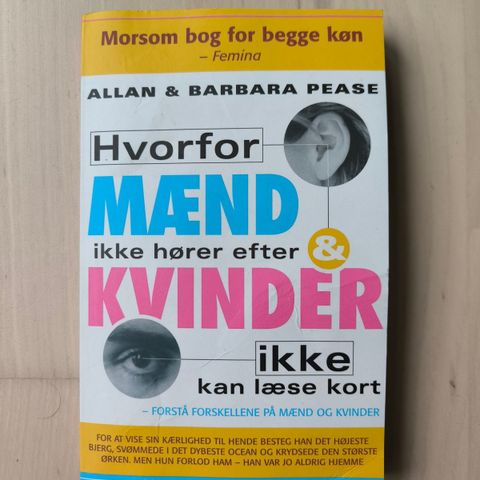 Morsom bog for begge køn
– Femina
ALLAN & BARBARA PEASE
Hvorfor
MÆND
ikke hører efter &
KVINDER
ikke
kan læse kort
– FORSTÅ FORSKELLENE PÅ MÆND OG KVINDER
FOR AT VISE SIN KÆRLIGHED TIL HENDE BESTEG HAN DET HØJESTE
BJERG, SVØMMEDE I DET DYBESTE OCEAN OG KRYDSEDE DEN STØRSTE
ØRKEN. MEN HUN FORLOD HAM – HAN VAR JO ALDRIG HJEMME